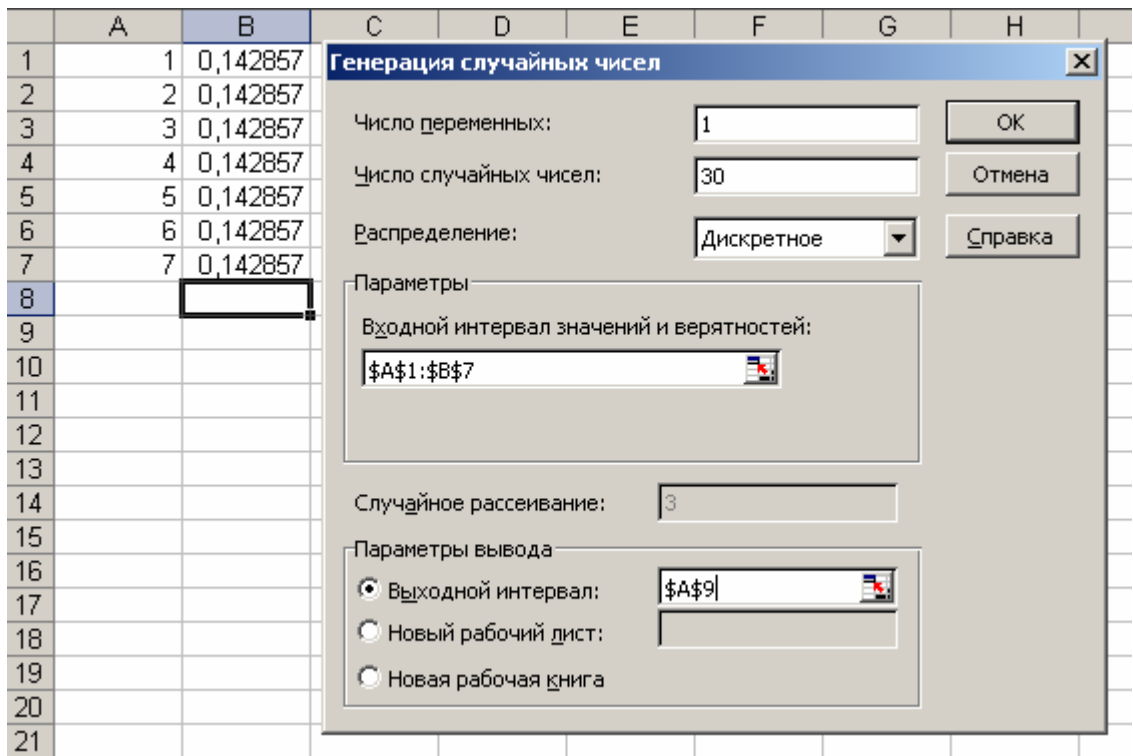 A B C D E F G H
1 1 0,142857
2 2 0,142857
3 3 0,142857
4 4 0,142857
5 5 0,142857
6 6 0,142857
7 7 0,142857
8
9
10
11
12
13
14
15
16
17
18
19
20
21
Генерация случайных чисел
Число переменных: 1 OK
Число случайных чисел: 30 Отмена
Распределение: Дискретное Справка
Параметры
Входной интервал значений и верятностей:
$A$1:$B$7
Случайное рассеивание: 3
Параметры вывода
Выходной интервал: $A$9
Новый рабочий лист:
Новая рабочая книга